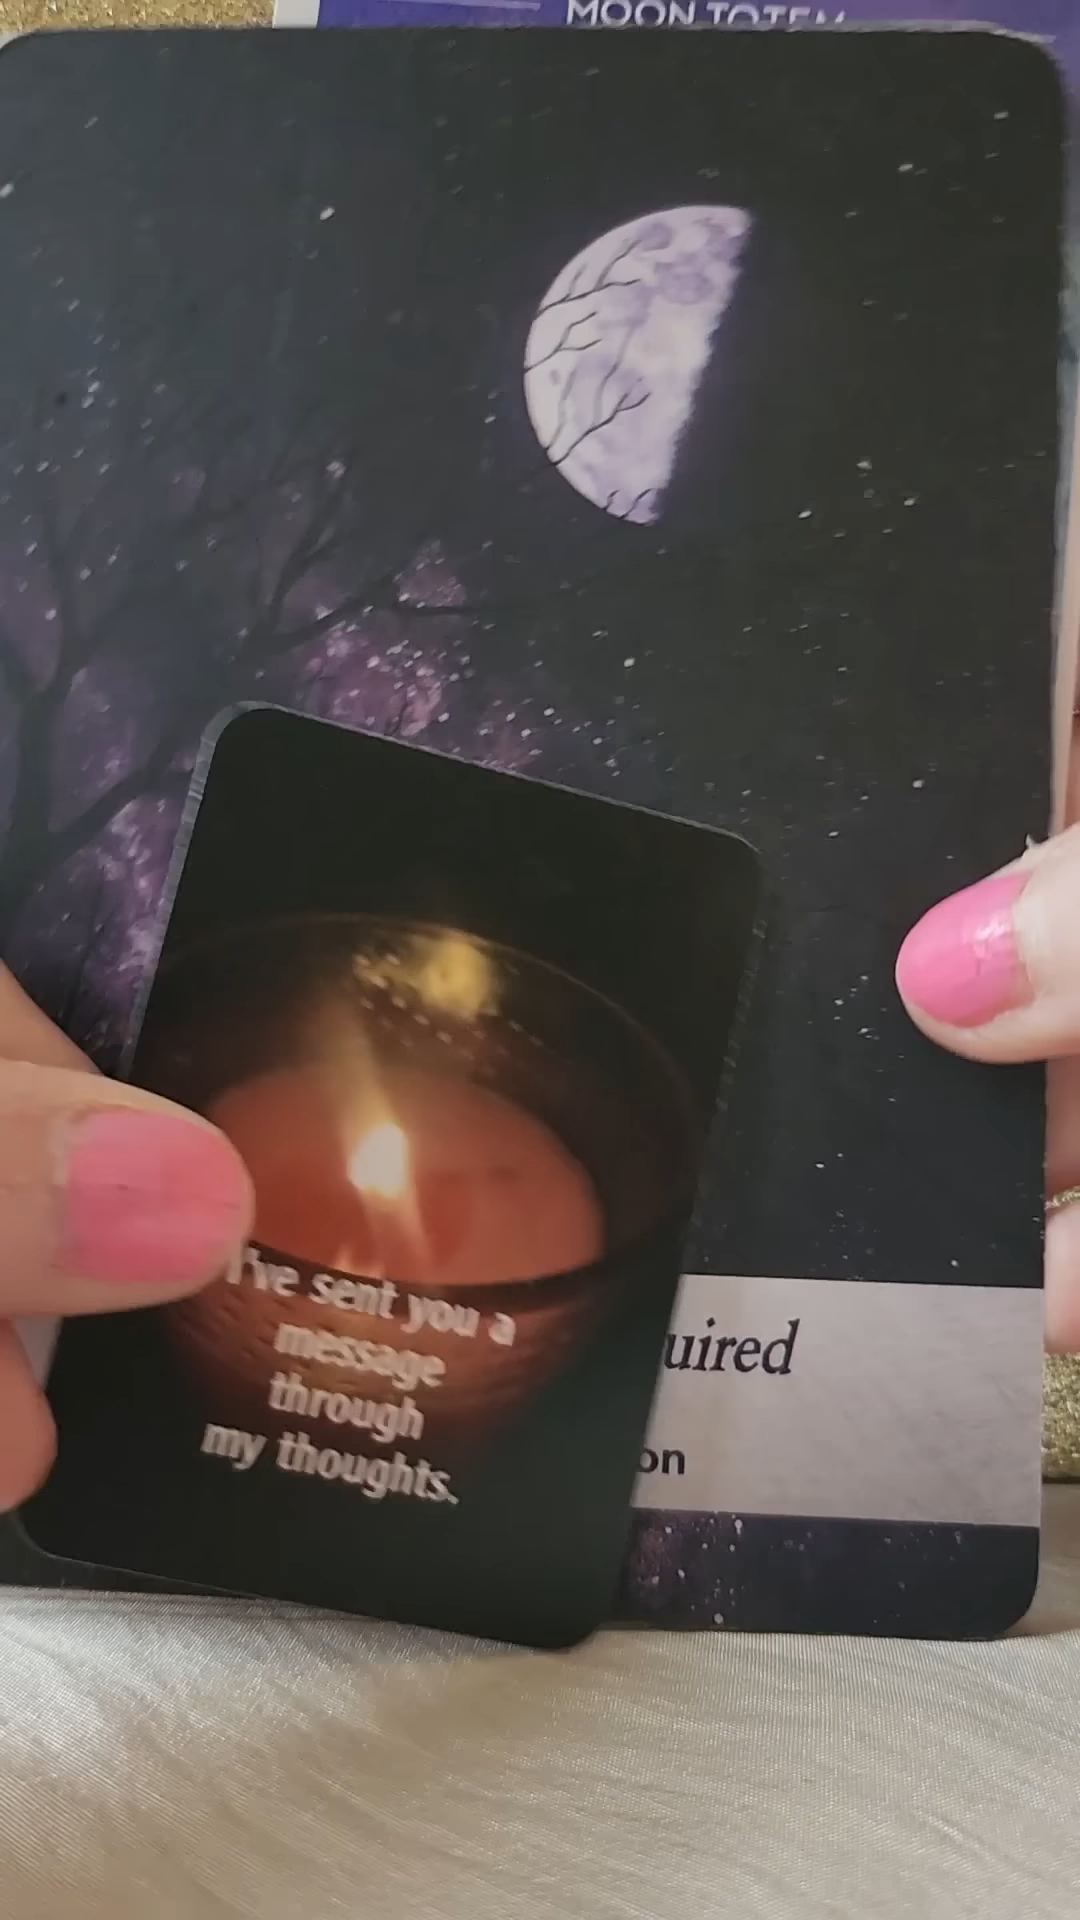 MOON TOTEM
I've sent you a
message
through
my thoughts.
uired
on